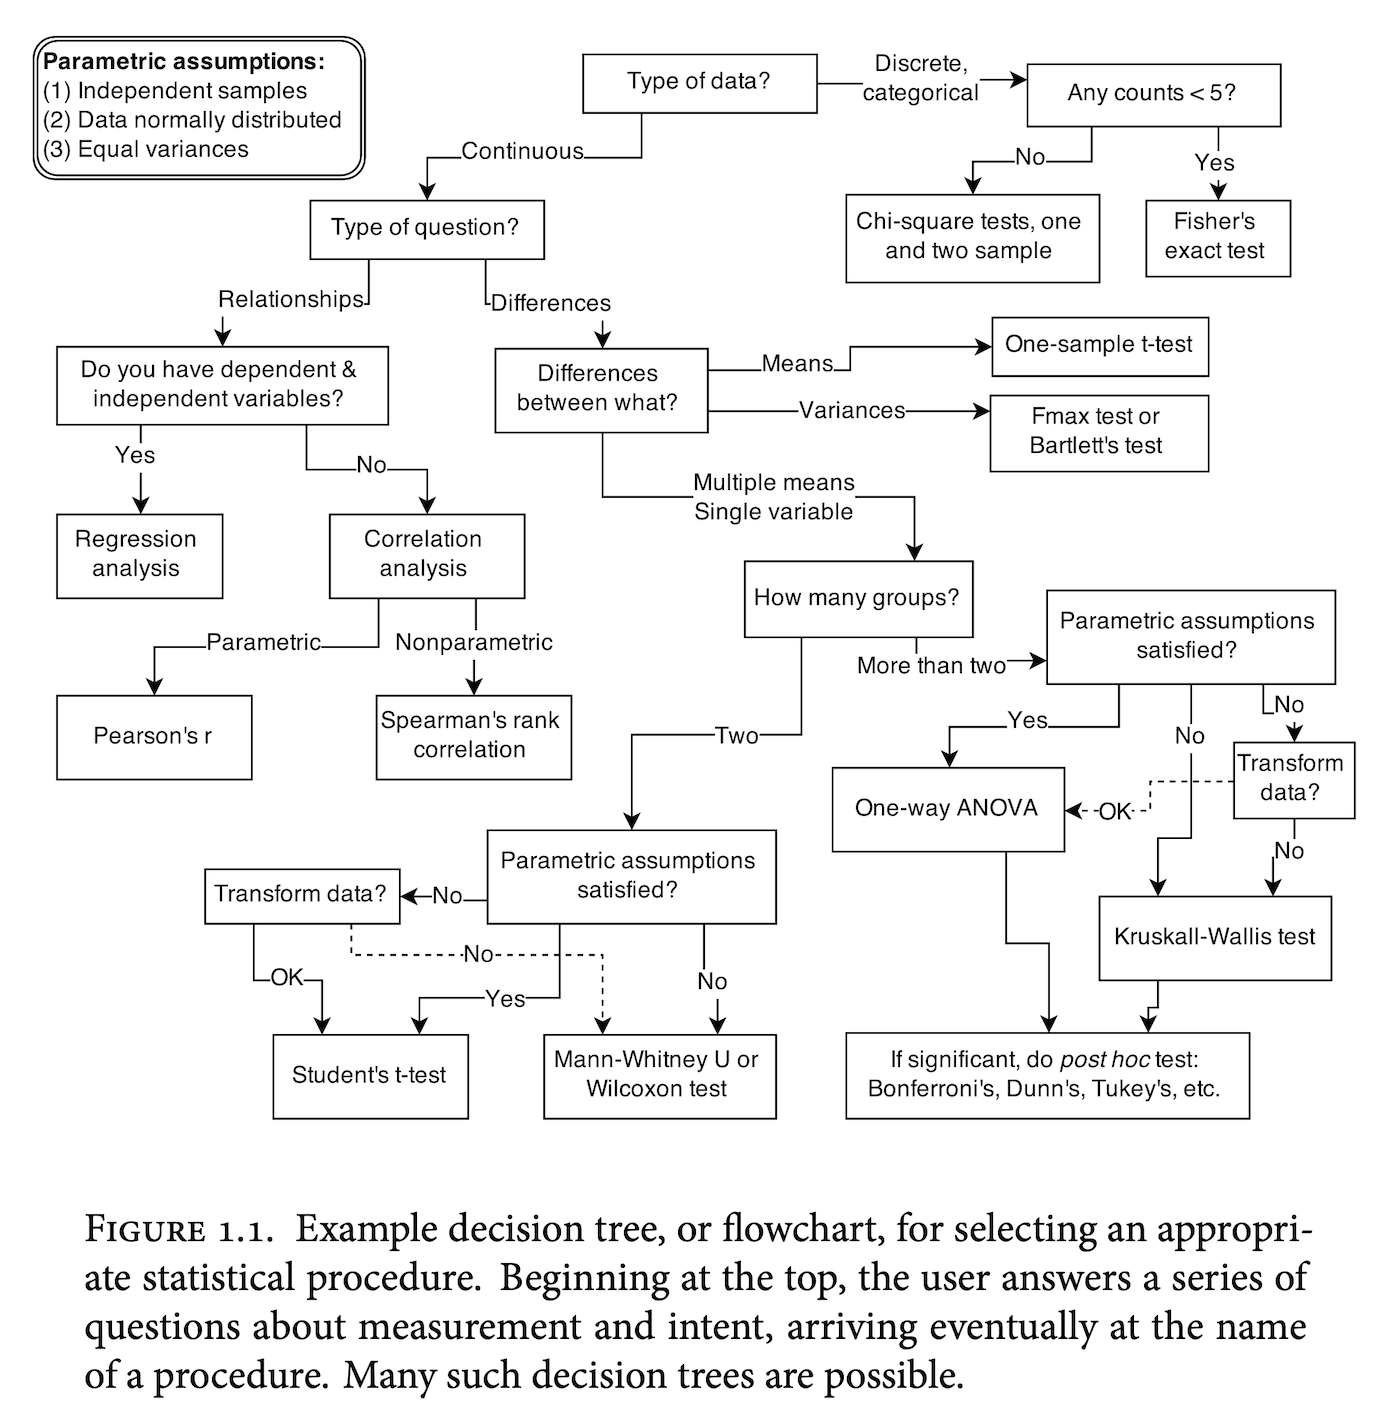 Parametric assumptions:
(1) Independent samples
(2) Data normally distributed
(3) Equal variances
Type of data?
Discrete,
categorical
Any counts < 5?
Continuous
No
Yes
Type of question?
Chi-square tests, one
and two sample
Fisher's
exact test
Relationships
Differences
Do you have dependent &
independent variables?
Differences
between what?
Means
One-sample t-test
Variances
Fmax test or
Bartlett's test
Yes
No
Multiple means
Single variable
Regression
analysis
Correlation
analysis
How many groups?
Parametric
Nonparametric
More than two
Parametric assumptions
satisfied?
Pearson's r
Spearman's rank
correlation
Two
Yes
No
No
Transform
data?
One-way ANOVA
OK
No
Parametric assumptions
satisfied?
Transform data?
No
Kruskall-Wallis test
No
OK
Yes
No
Student's t-test
Mann-Whitney U or
Wilcoxon test
If significant, do post hoc test:
Bonferroni's, Dunn's, Tukey's, etc.
Figure 1.1. Example decision tree, or flowchart, for selecting an appropri-
ate statistical procedure. Beginning at the top, the user answers a series of
questions about measurement and intent, arriving eventually at the name
of a procedure. Many such decision trees are possible.